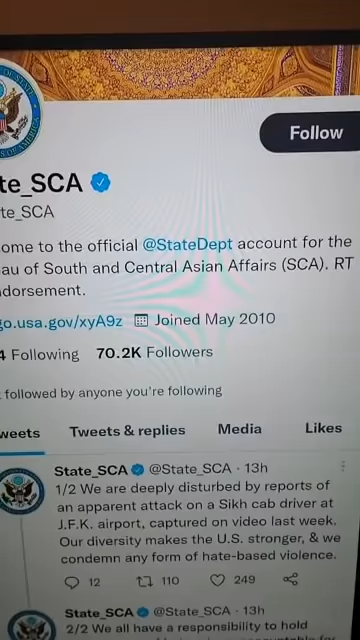 te_SCA
te_SCA
Follow
ome to the official @StateDept account for the
au of South and Central Asian Affairs (SCA). RT
dorsement.
go.usa.gov/xyA9z Joined May 2010
4 Following 70.2K Followers
followed by anyone you're following
weets Tweets & replies Media Likes
State_SCA @State_SCA · 13h
1/2 We are deeply disturbed by reports of
an apparent attack on a Sikh cab driver at
J.F.K. airport, captured on video last week.
Our diversity makes the U.S. stronger, & we
condemn any form of hate-based violence.
12 110 249
State_SCA @State_SCA · 13h
2/2 We all have a responsibility to hold